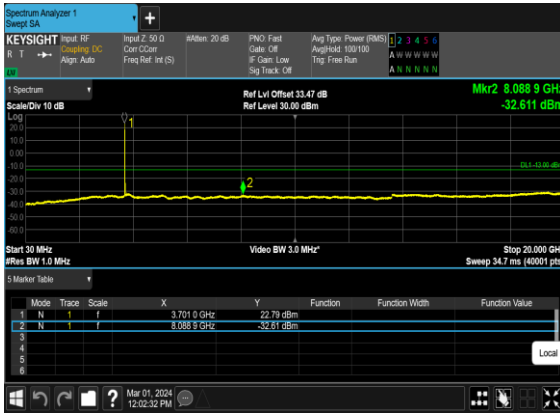 Spectrum Analyzer 1
Swept SA
+
KEYSIGHT
R T
Input: RF
Coupling: DC
Align: Auto
Input Z: 50 Ω
Corr CCorr
Freq Ref: Int (S)
#Atten: 20 dB
PNO: Fast
Gate: Off
IF Gain: Low
Sig Track: Off
Avg Type: Power (RMS)
Avg|Hold: 100/100
Trig: Free Run
1 2 3 4 5 6
A W W W W W
A N N N N N
1 Spectrum
Scale/Div 10 dB
Ref Lvl Offset 33.47 dB
Ref Level 30.00 dBm
Mkr2 8.088 9 GHz
-32.611 dBm
Log
20.0
10.0
0.00
-10.0
-20.0
-30.0
-40.0
-50.0
-60.0
1
2
DL1 -13.00 dBm
Start 30 MHz
#Res BW 1.0 MHz
Video BW 3.0 MHz*
Stop 20.000 GHz
Sweep 34.7 ms (40001 pts)
5 Marker Table
Mode Trace Scale X Y Function Function Width Function Value
1 N 1 f 3.701 0 GHz 22.79 dBm
2 N 1 f 8.088 9 GHz -32.61 dBm
3
4
5
6
Local
?
Mar 01, 2024
12:02:32 PM